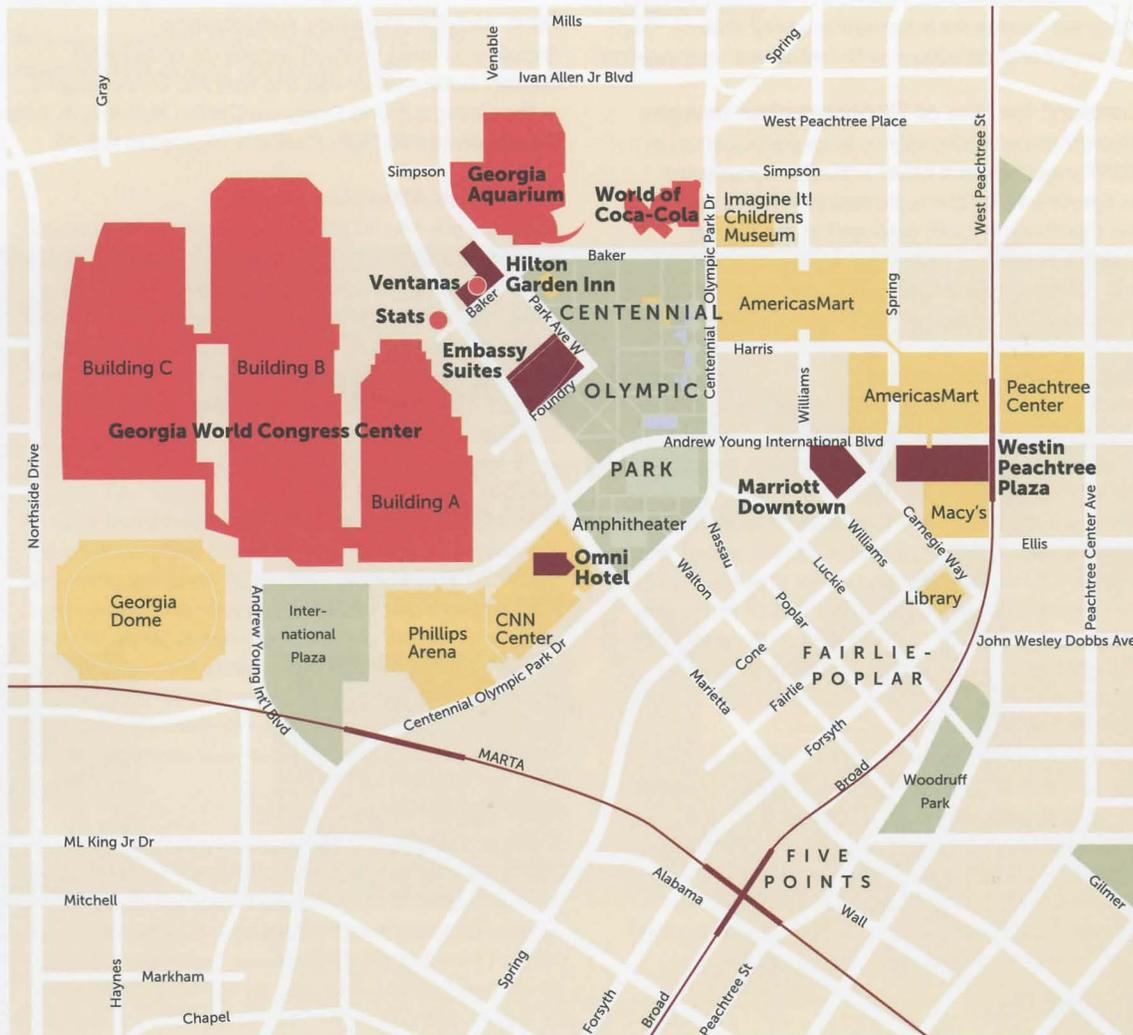 Mills
Venable
Spring
Gray
Ivan Allen Jr Blvd
West Peachtree Place
West Peachtree St
Simpson
Simpson
Georgia
Aquarium
World of
Coca-Cola
Imagine It!
Childrens
Museum
Centennial Olympic Park Dr
Baker
Hilton
Garden Inn
Ventanas
Baker
Stats
Park Ave W
CENTENNIAL
OLYMPIC
PARK
AmericasMart
Spring
Harris
Embassy
Suites
Foundry
Williams
Building C
Building B
Georgia World Congress Center
Building A
AmericasMart
Peachtree
Center
Andrew Young International Blvd
Westin
Peachtree
Plaza
Marriott
Downtown
Macy's
Northside Drive
Amphitheater
Nassau
Williams
Carnegie Way
Peachtree Center Ave
Ellis
Omni
Hotel
Walton
Luckie
Library
Georgia
Dome
Andrew Young Int'l Blvd
Inter-
national
Plaza
Phillips
Arena
CNN
Center
Poplar
Cone
FAIRLIE-
POPLAR
John Wesley Dobbs Ave
Centennial Olympic Park Dr
Marietta
Fairlie
Forsyth
Broad
MARTA
Woodruff
Park
ML King Jr Dr
FIVE
POINTS
Alabama
Wall
Gilmer
Mitchell
Haynes
Markham
Chapel
Spring
Forsyth
Broad
Peachtree St